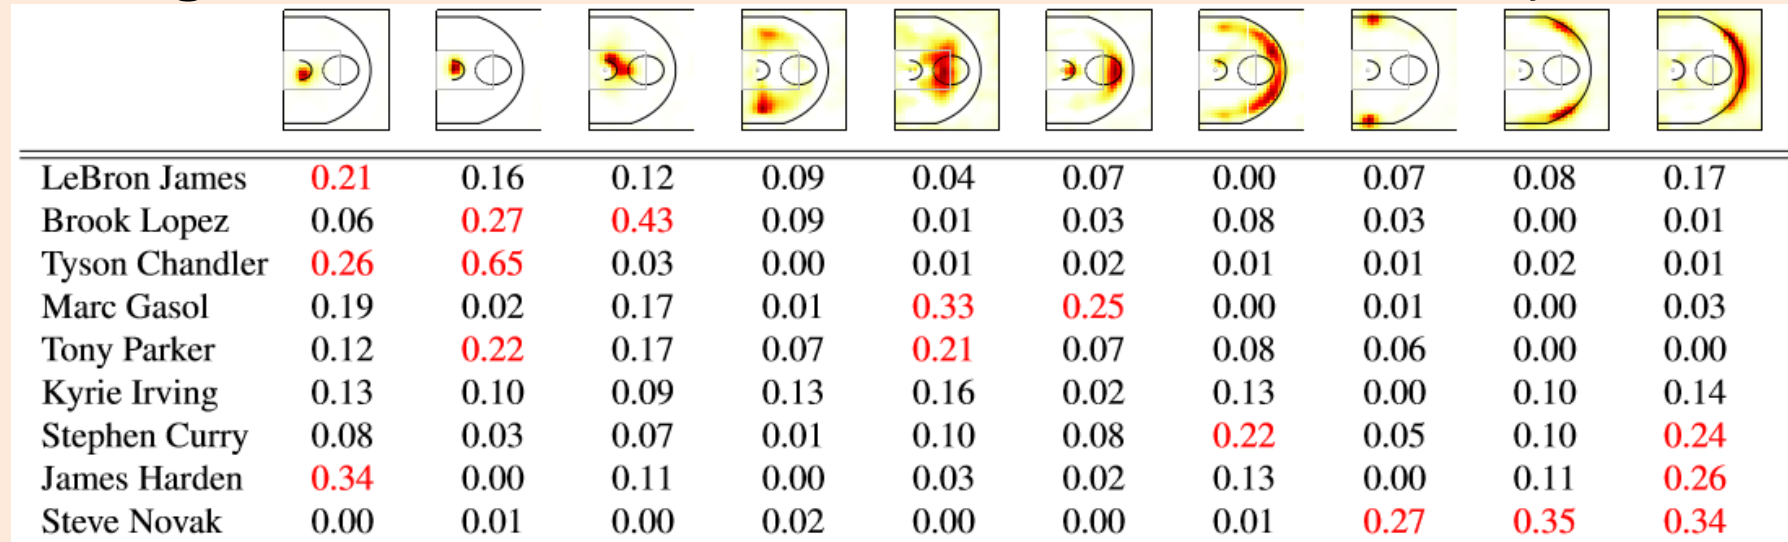 LeBron James 0.21 0.16 0.12 0.09 0.04 0.07 0.00 0.07 0.08 0.17
Brook Lopez 0.06 0.27 0.43 0.09 0.01 0.03 0.08 0.03 0.00 0.01
Tyson Chandler 0.26 0.65 0.03 0.00 0.01 0.02 0.01 0.01 0.02 0.01
Marc Gasol 0.19 0.02 0.17 0.01 0.33 0.25 0.00 0.01 0.00 0.03
Tony Parker 0.12 0.22 0.17 0.07 0.21 0.07 0.08 0.06 0.00 0.00
Kyrie Irving 0.13 0.10 0.09 0.13 0.16 0.02 0.13 0.00 0.10 0.14
Stephen Curry 0.08 0.03 0.07 0.01 0.10 0.08 0.22 0.05 0.10 0.24
James Harden 0.34 0.00 0.11 0.00 0.03 0.02 0.13 0.00 0.11 0.26
Steve Novak 0.00 0.01 0.00 0.02 0.00 0.00 0.01 0.27 0.35 0.34